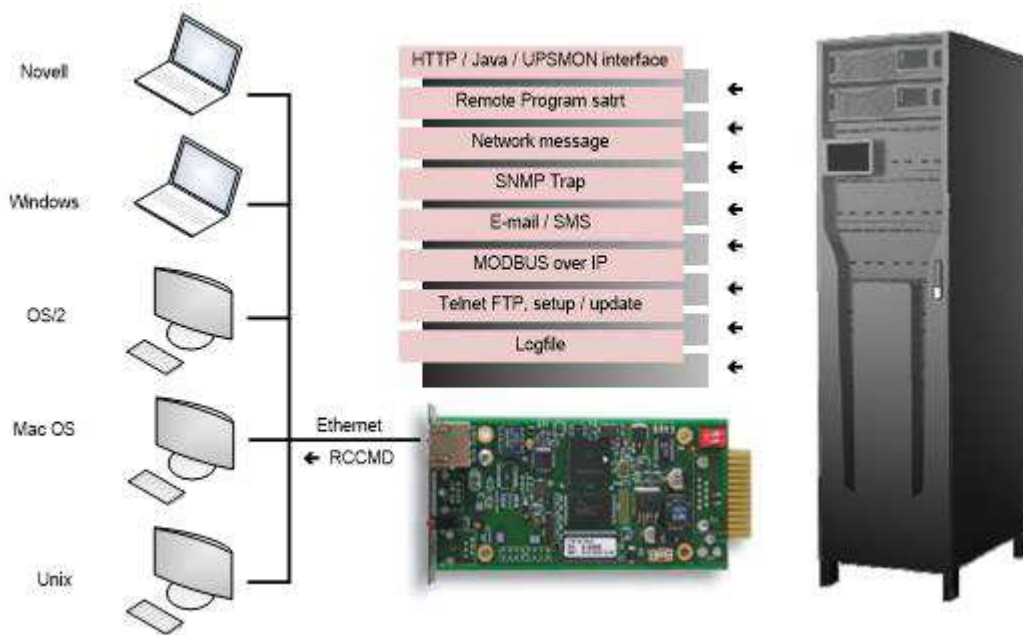 Novell
Windows
OS/2
Mac OS
Unix
HTTP / Java / UPSMON interface
Remote Program satrt
Network message
SNMP Trap
E-mail / SMS
MODBUS over IP
Telnet FTP, setup / update
Logfile
Ethernet
RCCMD